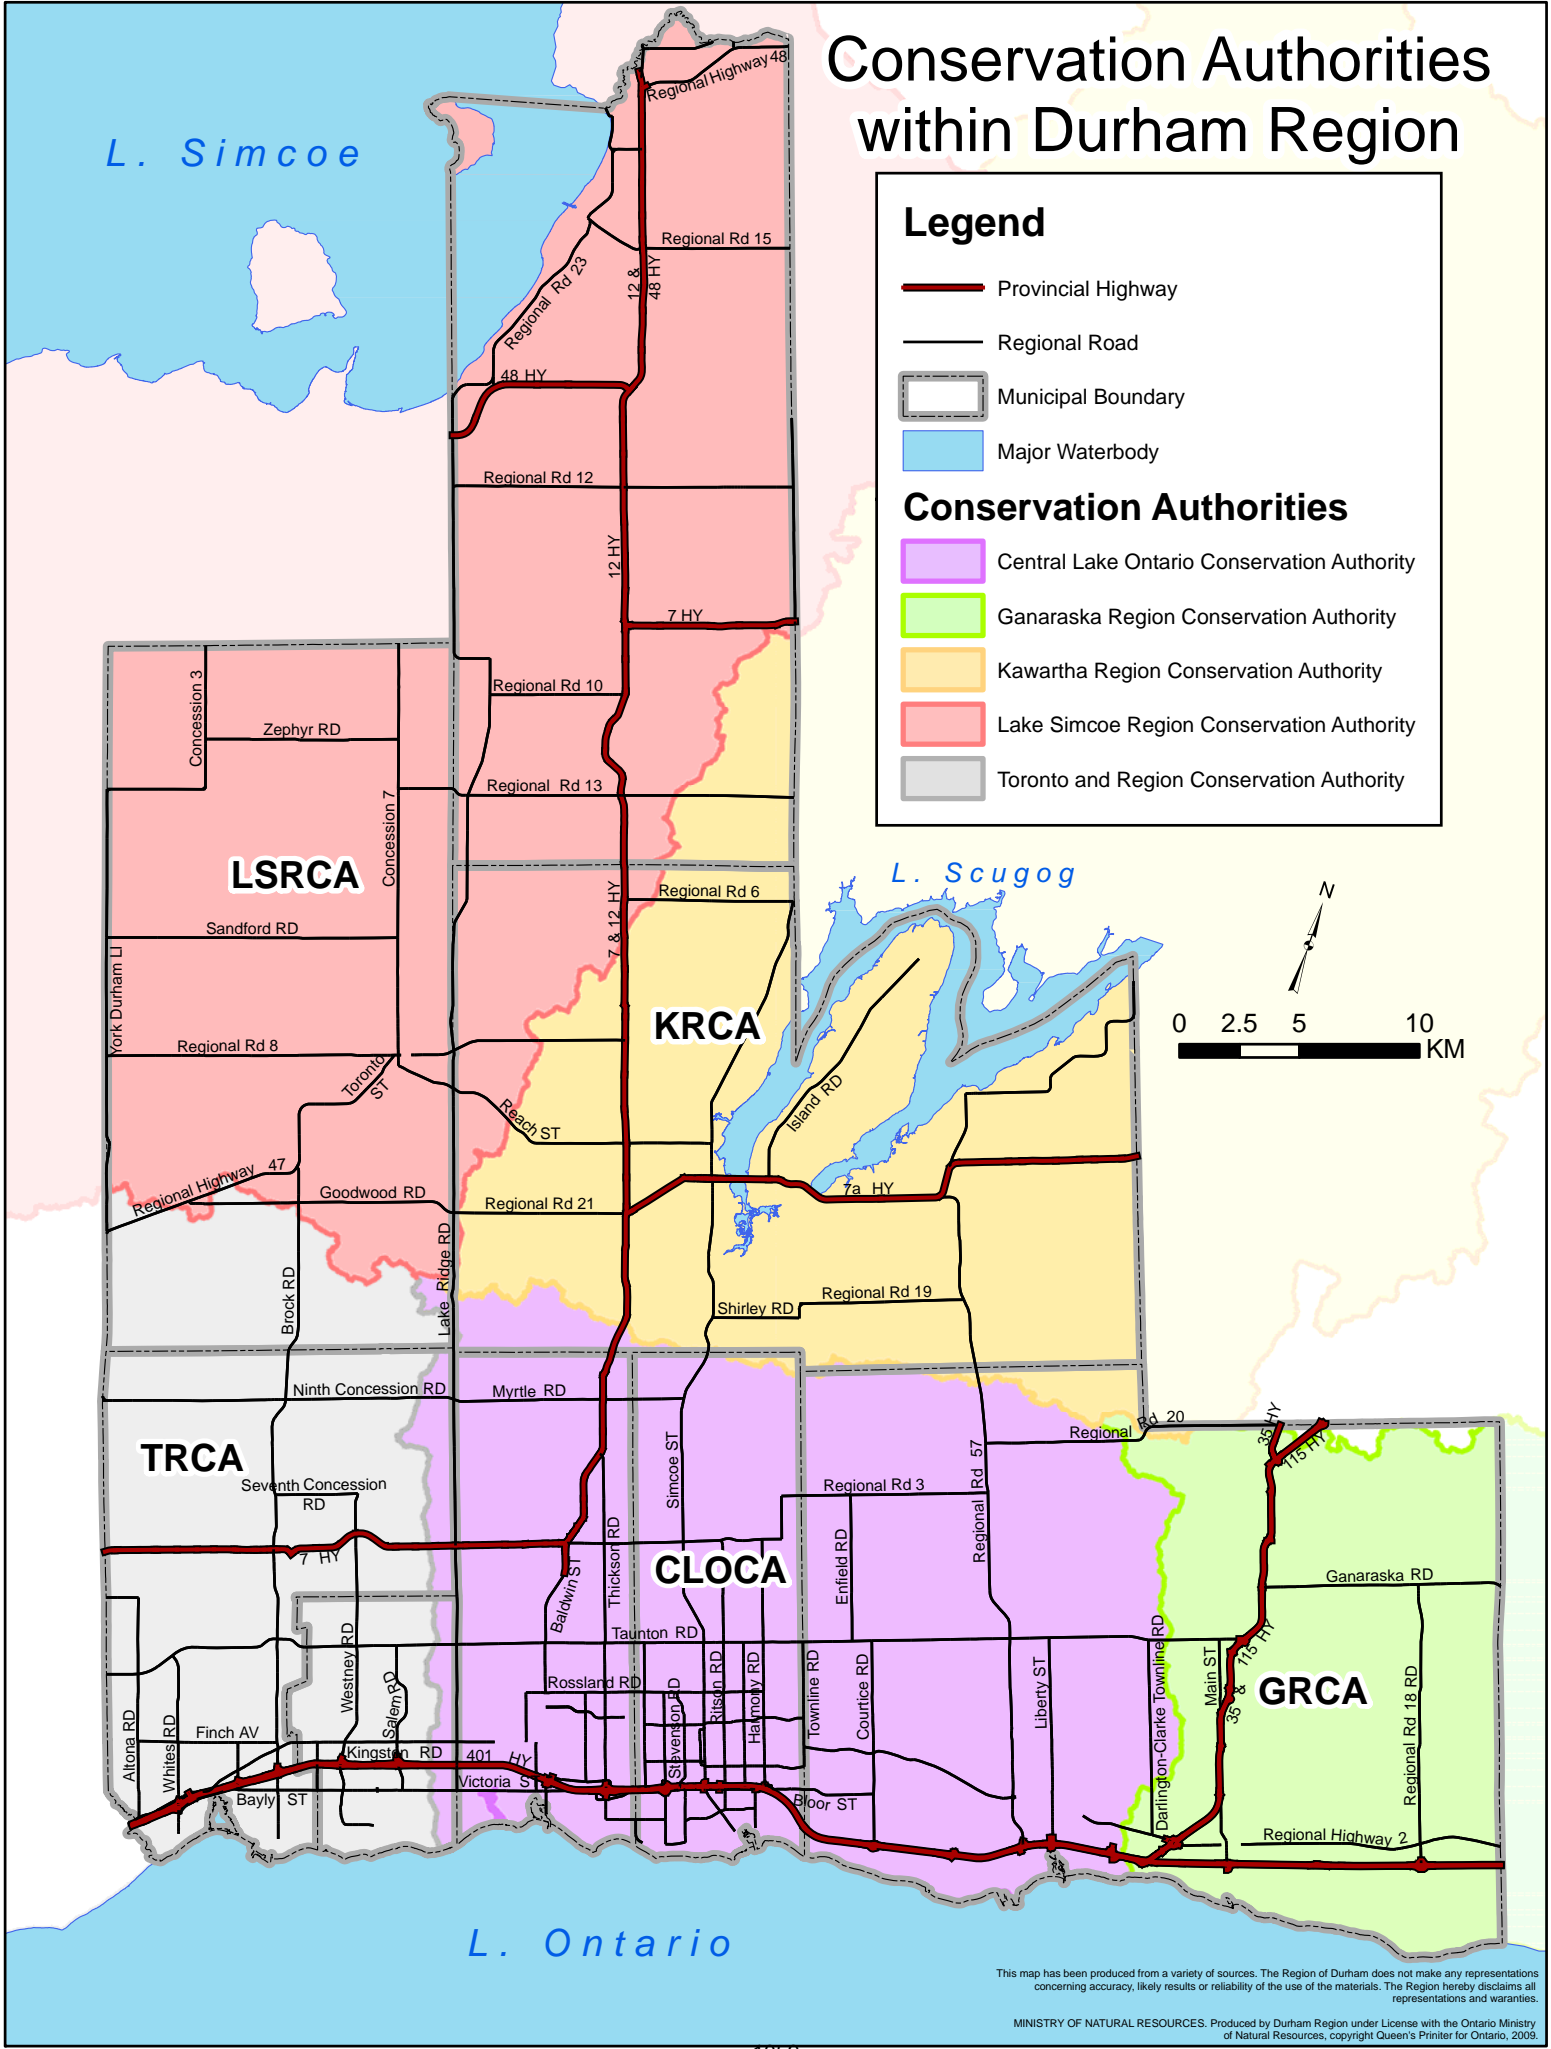 Conservation Authorities
within Durham Region
L. Simcoe
Legend
Provincial Highway
Regional Road
Municipal Boundary
Major Waterbody
Conservation Authorities
Central Lake Ontario Conservation Authority
Ganaraska Region Conservation Authority
Kawartha Region Conservation Authority
Lake Simcoe Region Conservation Authority
Toronto and Region Conservation Authority
Regional Highway 48
Regional Rd 15
12 &
48 HY
Regional Rd 23
48 HY
Regional Rd 12
12 HY
7 HY
Regional Rd 10
Concession 3
Zephyr RD
Regional Rd 13
Concession 7
LSRCA
L. Scugog
Regional Rd 6
7 & 12 HY
N
Sandford RD
York Durham LI
KRCA
0 2.5 5 10
KM
Regional Rd 8
Toronto
ST
Island RD
Reach ST
Regional Highway 47
Goodwood RD
Regional Rd 21
7a HY
Lake Ridge RD
Brock RD
Regional Rd 19
Shirley RD
Ninth Concession RD
Myrtle RD
TRCA
Simcoe ST
Regional Rd 57
Regional Rd 20
35 HY
115 HY
Seventh Concession
RD
Regional Rd 3
7 HY
Thickson RD
CLOCA
Enfield RD
Baldwin ST
Ganaraska RD
Taunton RD
Westney RD
Salem RD
Rossland RD
Stevenson RD
Ritson RD
Harmony RD
Townline RD
Courtice RD
Liberty ST
Darlington-Clarke Townline RD
Main ST
35 &
115 HY
GRCA
Regional Rd 18 RD
Altona RD
Whites RD
Finch AV
Kingston RD
401 HY
Victoria S
Bayly ST
Bloor ST
Regional Highway 2
L. Ontario
This map has been produced from a variety of sources. The Region of Durham does not make any representations
concerning accuracy, likely results or reliability of the use of the materials. The Region hereby disclaims all
representations and waranties.
MINISTRY OF NATURAL RESOURCES. Produced by Durham Region under License with the Ontario Ministry
of Natural Resources, copyright Queen's Priniter for Ontario, 2009.